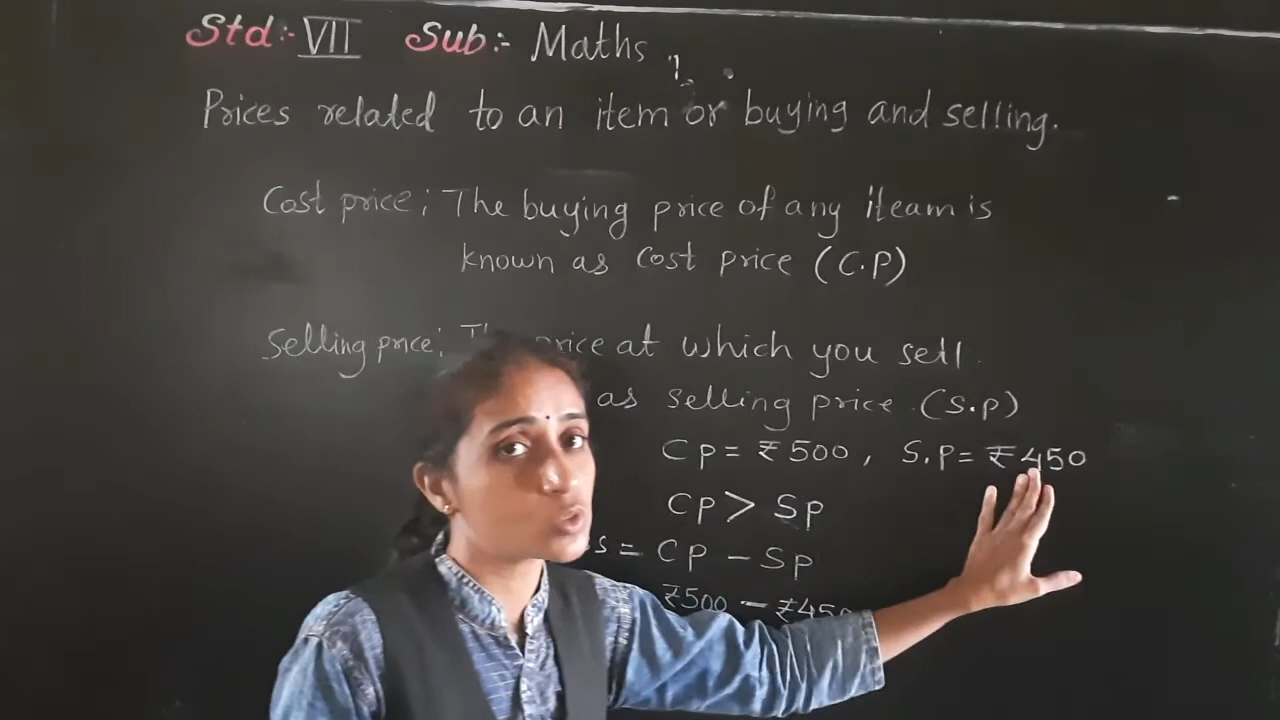 Std:- VII Sub:- Maths
Prices related to an item or buying and selling.
Cost price; The buying price of any iteam is
known as cost price (C.P)
Selling price; price at which you sell
as selling price (S.P)
Cp = ₹500, S.P = ₹450
Cp > Sp
= Cp - Sp
₹500 - ₹450